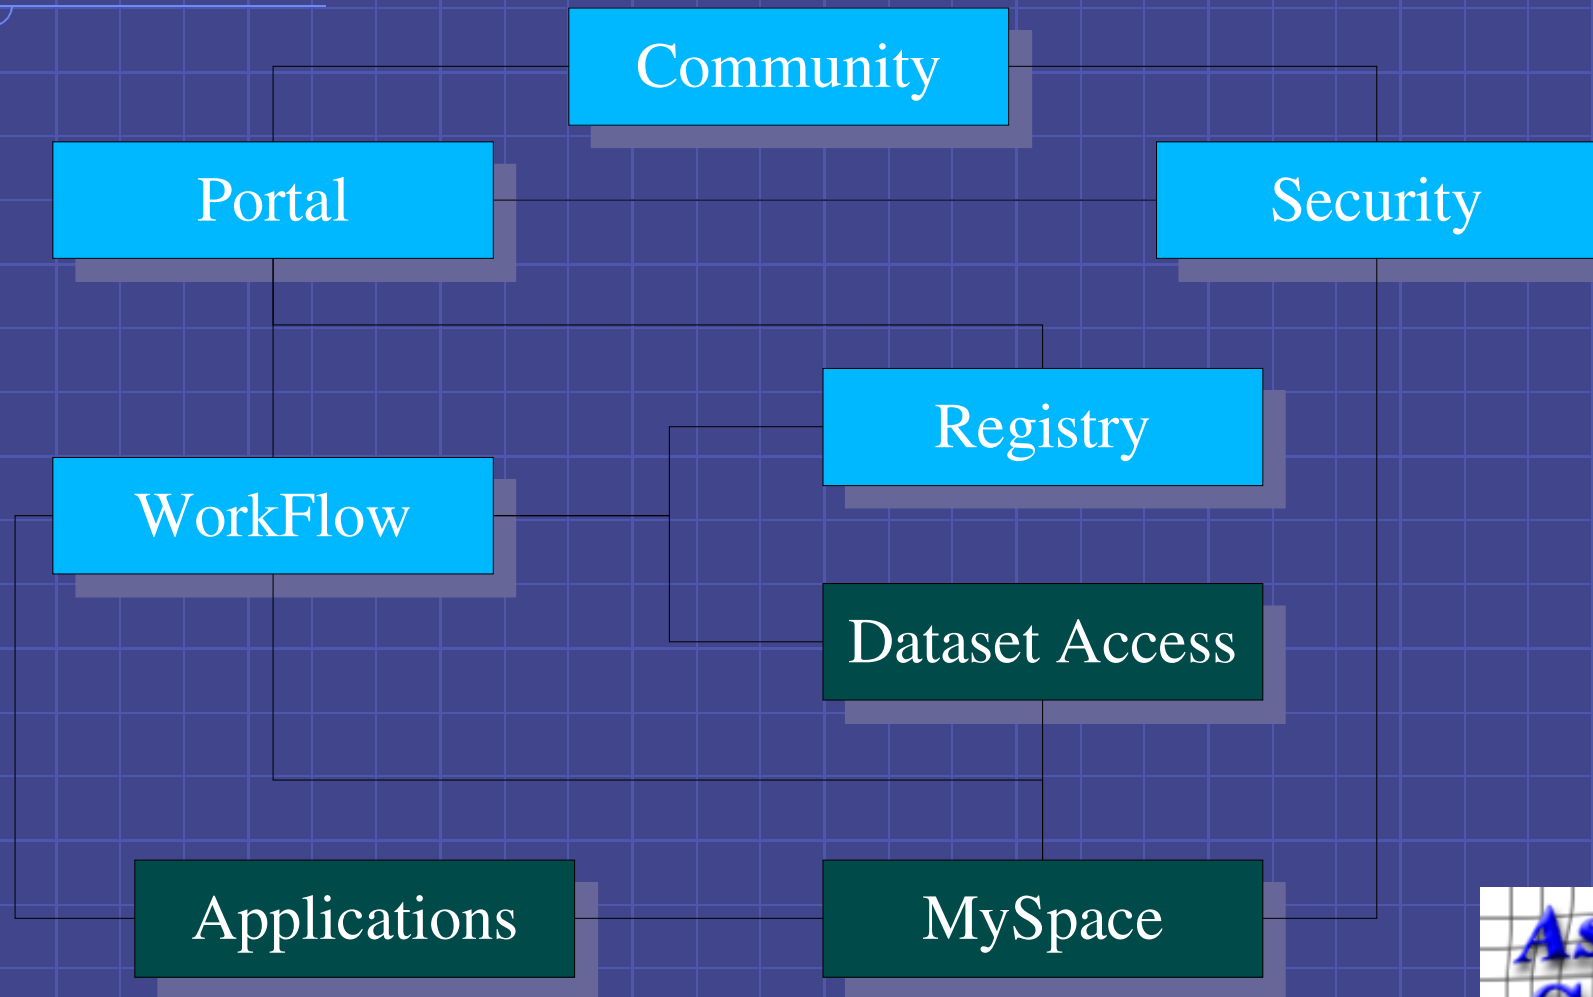 Community
Portal
Security
Registry
WorkFlow
Dataset Access
Applications
MySpace